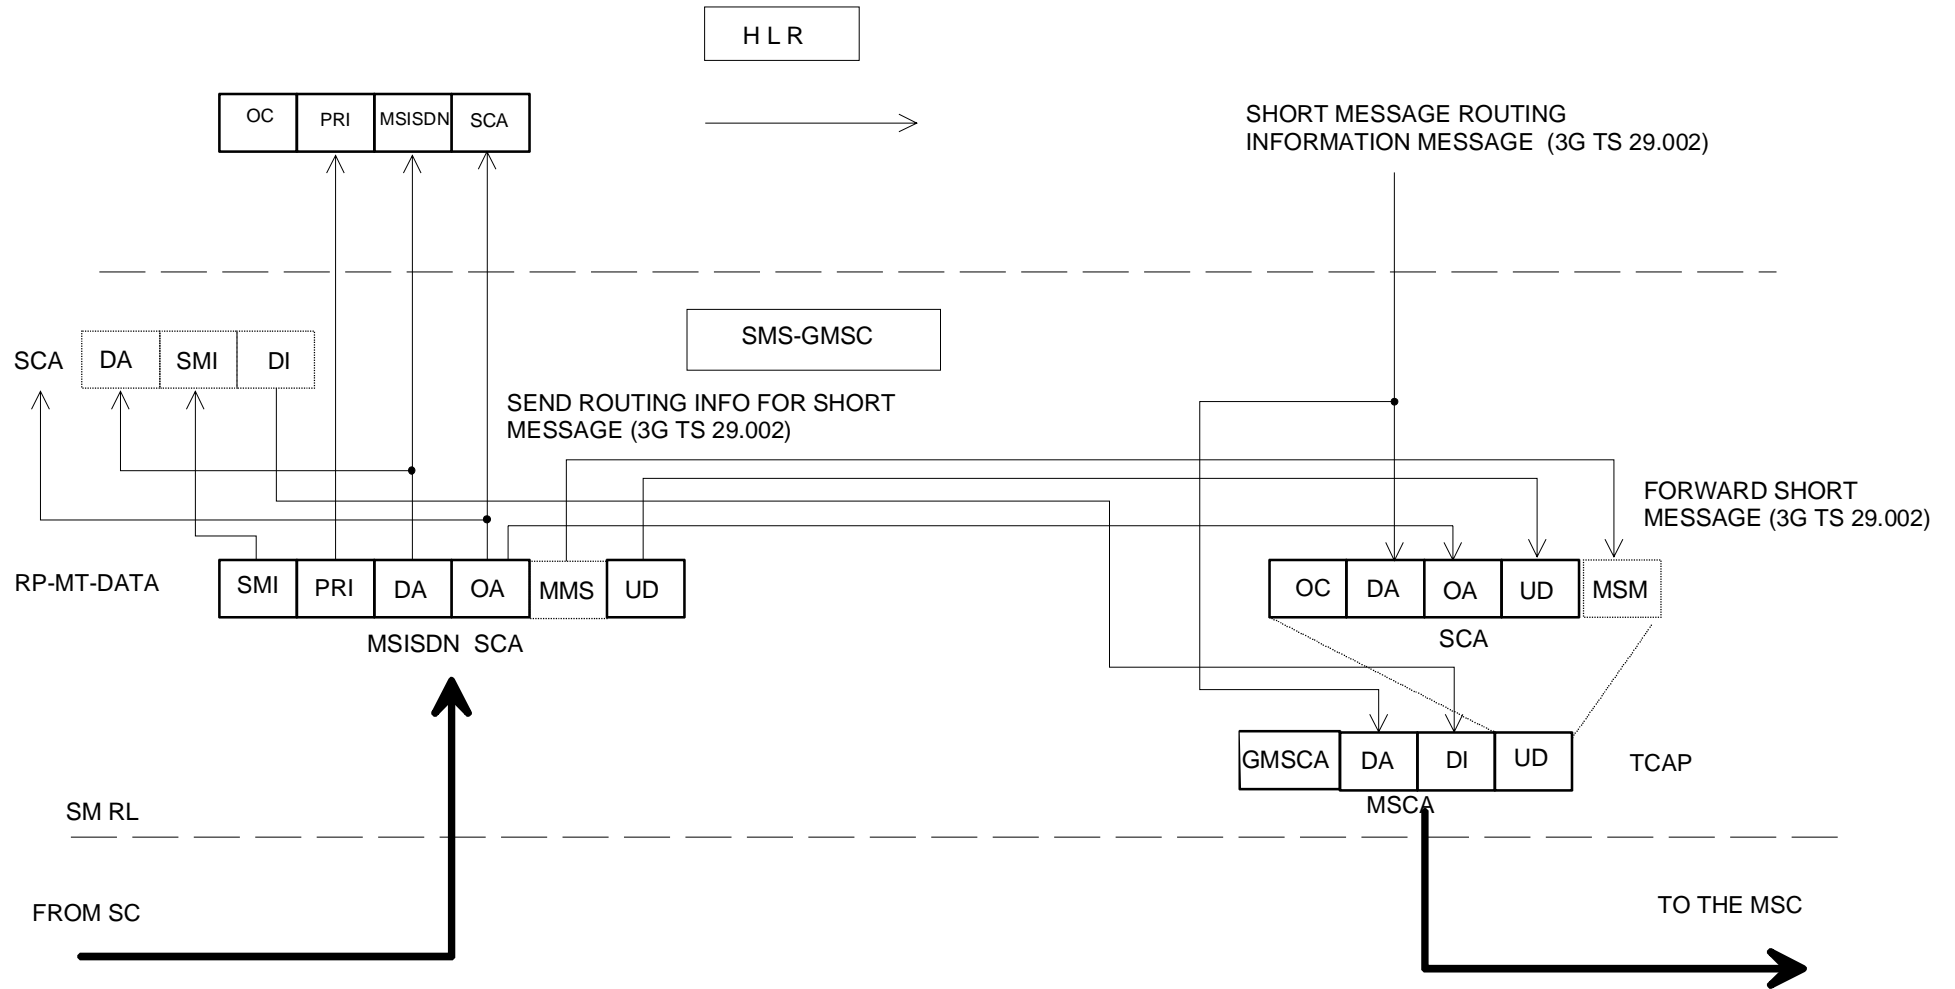 H L R
OC PRI MSISDN SCA
SHORT MESSAGE ROUTING
INFORMATION MESSAGE (3G TS 29.002)
SMS-GMSC
SCA DA SMI DI
SEND ROUTING INFO FOR SHORT
MESSAGE (3G TS 29.002)
FORWARD SHORT
MESSAGE (3G TS 29.002)
RP-MT-DATA SMI PRI DA OA MMS UD
MSISDN SCA
OC DA OA UD MSM
SCA
GMSCA DA DI UD TCAP
MSCA
SM RL
FROM SC
TO THE MSC